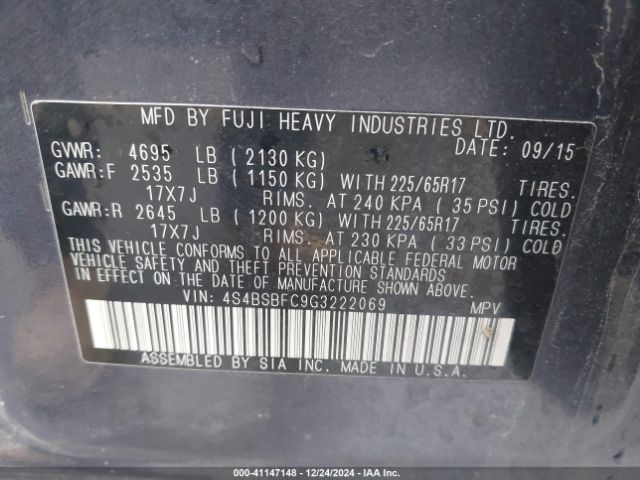 MFD BY FUJI HEAVY INDUSTRIES LTD.
DATE: 09/15
GVWR: 4695 LB ( 2130 KG)
GAWR:F 2535 LB ( 1150 KG) WITH 225/65R17 TIRES.
17X7J RIMS. AT 240 KPA ( 35 PSI) COLD
GAWR:R 2645 LB ( 1200 KG) WITH 225/65R17 TIRES.
17X7J RIMS. AT 230 KPA ( 33 PSI) COLD
THIS VEHICLE CONFORMS TO ALL APPLICABLE FEDERAL MOTOR
VEHICLE SAFETY AND THEFT PREVENTION STANDARDS
IN EFFECT ON THE DATE OF MANUFACTURE SHOWN ABOVE.
VIN: 4S4BSBFC9G3222069 MPV
ASSEMBLED BY SIA INC. MADE IN U.S.A.
000-41147148 - 12/24/2024 - IAA Inc.